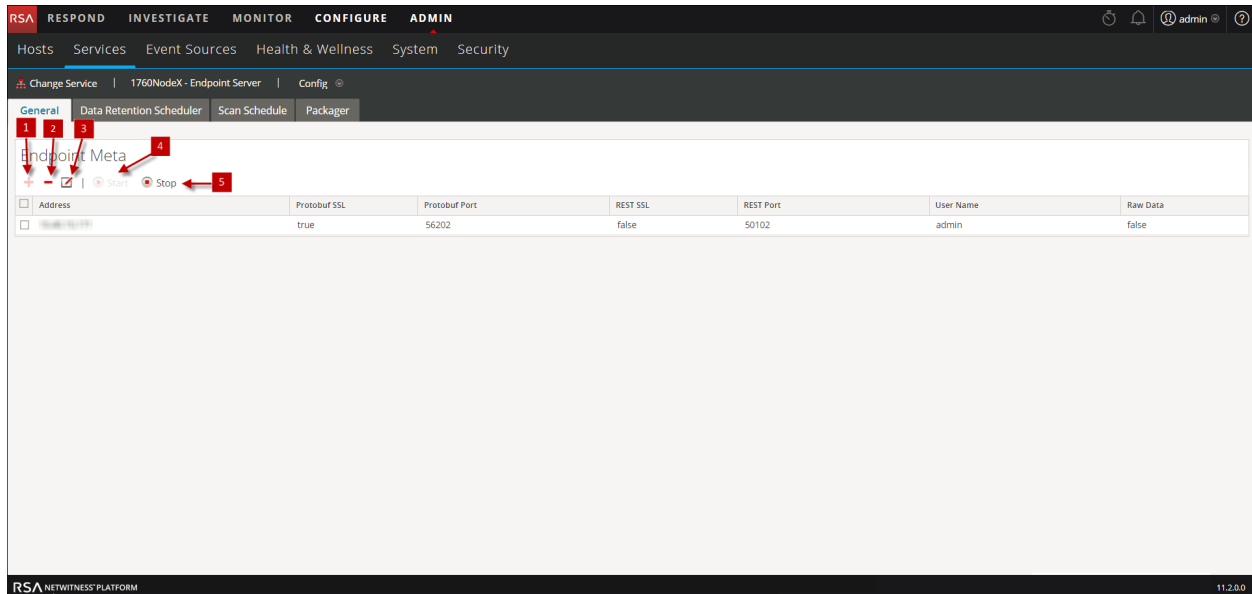 RSA RESPOND INVESTIGATE MONITOR CONFIGURE ADMIN admin ?
Hosts Services Event Sources Health & Wellness System Security
Change Service | 1760NodeX - Endpoint Server | Config
General Data Retention Scheduler Scan Schedule Packager
1 2 3
4
Endpoint Meta
Start Stop 5
Address Protobuf SSL Protobuf Port REST SSL REST Port User Name Raw Data
true 56202 false 50102 admin false
RSA NETWITNESS® PLATFORM 11.2.0.0